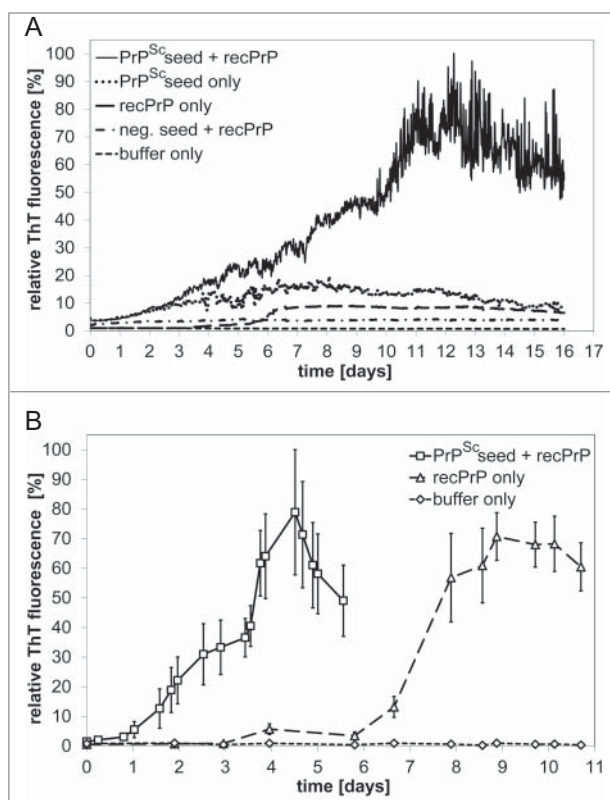 A
relative ThT fluorescence [%]
100
90
80
70
60
50
40
30
20
10
0
PrP^Sc seed + recPrP
PrP^Sc seed only
recPrP only
neg. seed + recPrP
buffer only
0 1 2 3 4 5 6 7 8 9 10 11 12 13 14 15 16 17
time [days]
B
relative ThT fluorescence [%]
100
90
80
70
60
50
40
30
20
10
0
PrP^Sc seed + recPrP
recPrP only
buffer only
0 1 2 3 4 5 6 7 8 9 10 11
time [days]